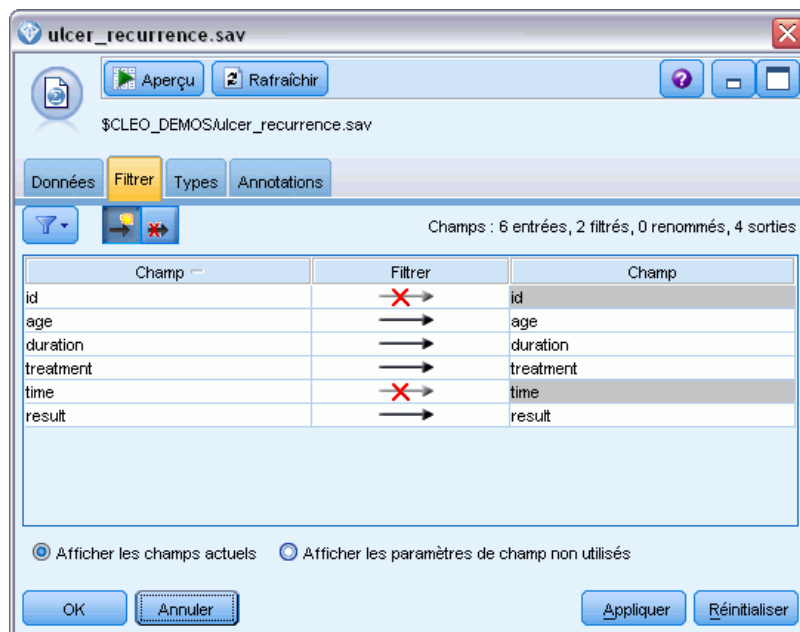 ulcer_recurrence.sav
Aperçu Rafraîchir
$CLEO_DEMOS/ulcer_recurrence.sav
Données Filtrer Types Annotations
Champs : 6 entrées, 2 filtrés, 0 renommés, 4 sorties
Champ Filtrer Champ
id id
age age
duration duration
treatment treatment
time time
result result
Afficher les champs actuels Afficher les paramètres de champ non utilisés
OK Annuler Appliquer Réinitialiser